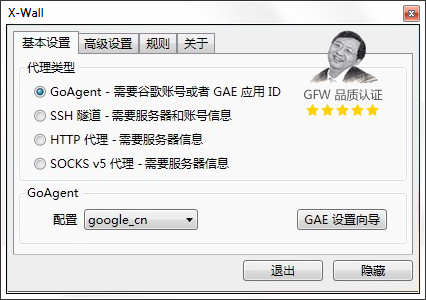 X-Wall
基本设置 高级设置 规则 关于
代理类型
GoAgent - 需要谷歌账号或者 GAE 应用 ID
SSH 隧道 - 需要服务器和账号信息
HTTP 代理 - 需要服务器信息
SOCKS v5 代理 - 需要服务器信息
GFW 品质认证
GoAgent
配置 google_cn GAE 设置向导
退出 隐藏